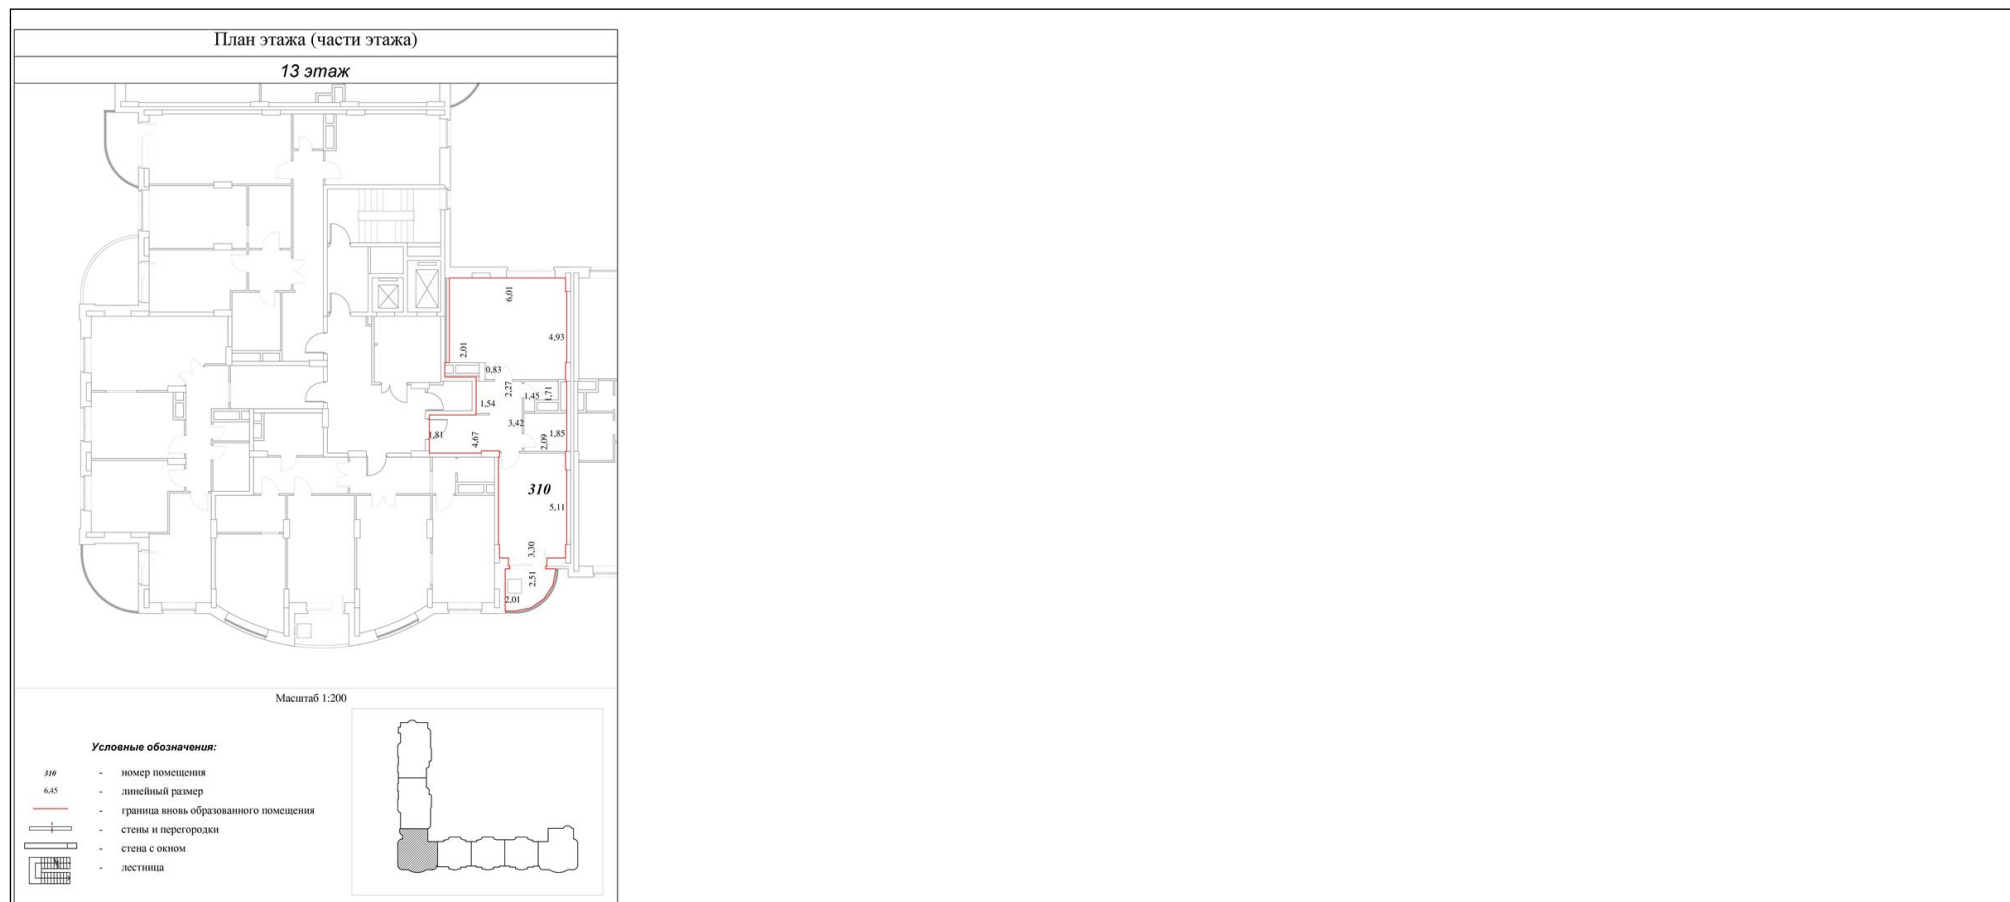 План этажа (части этажа)
13 этаж
6,01
4,93
2,01
0,83
2,27
1,45
1,71
1,54
3,42
1,81
4,67
2,09
1,85
310
5,11
3,30
2,51
2,01
Масштаб 1:200
Условные обозначения:
310 - номер помещения
6,45 - линейный размер
- граница вновь образованного помещения
- стены и перегородки
- стена с окном
- лестница